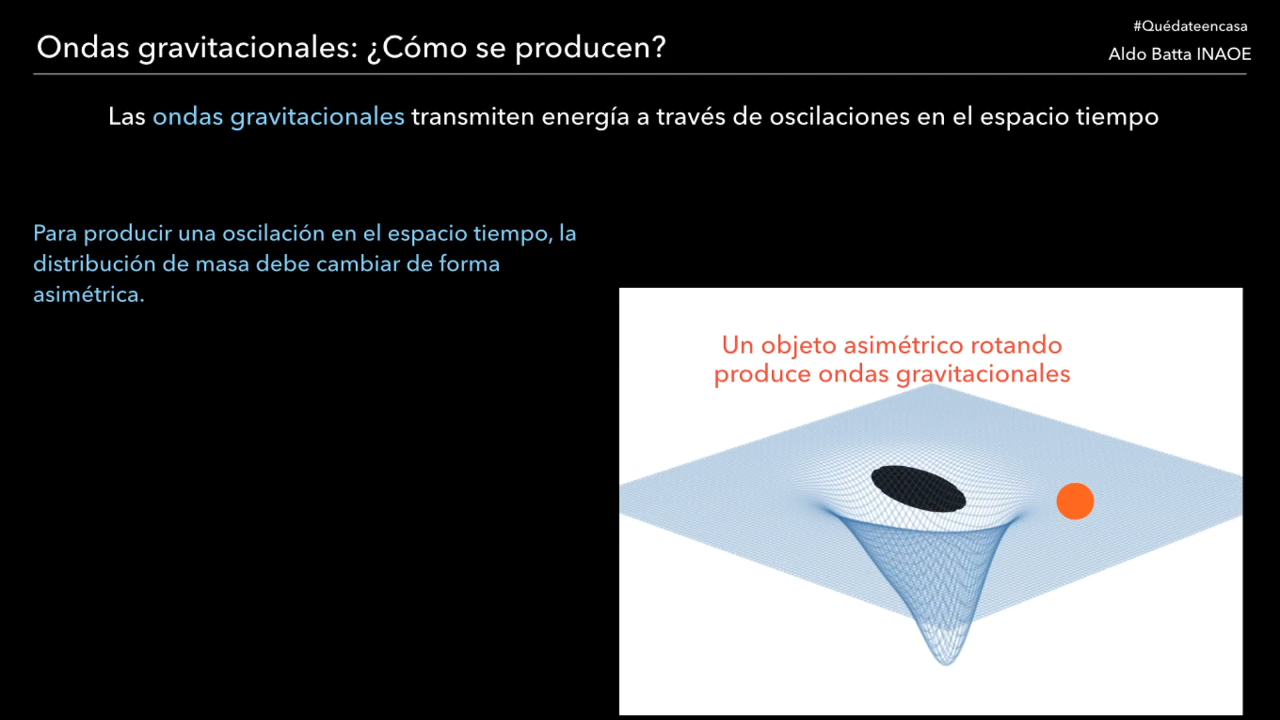 #Quédateencasa
Ondas gravitacionales: ¿Cómo se producen?
Aldo Batta INAOE
Las ondas gravitacionales transmiten energía a través de oscilaciones en el espacio tiempo
Para producir una oscilación en el espacio tiempo, la
distribución de masa debe cambiar de forma
asimétrica.
Un objeto asimétrico rotando
produce ondas gravitacionales